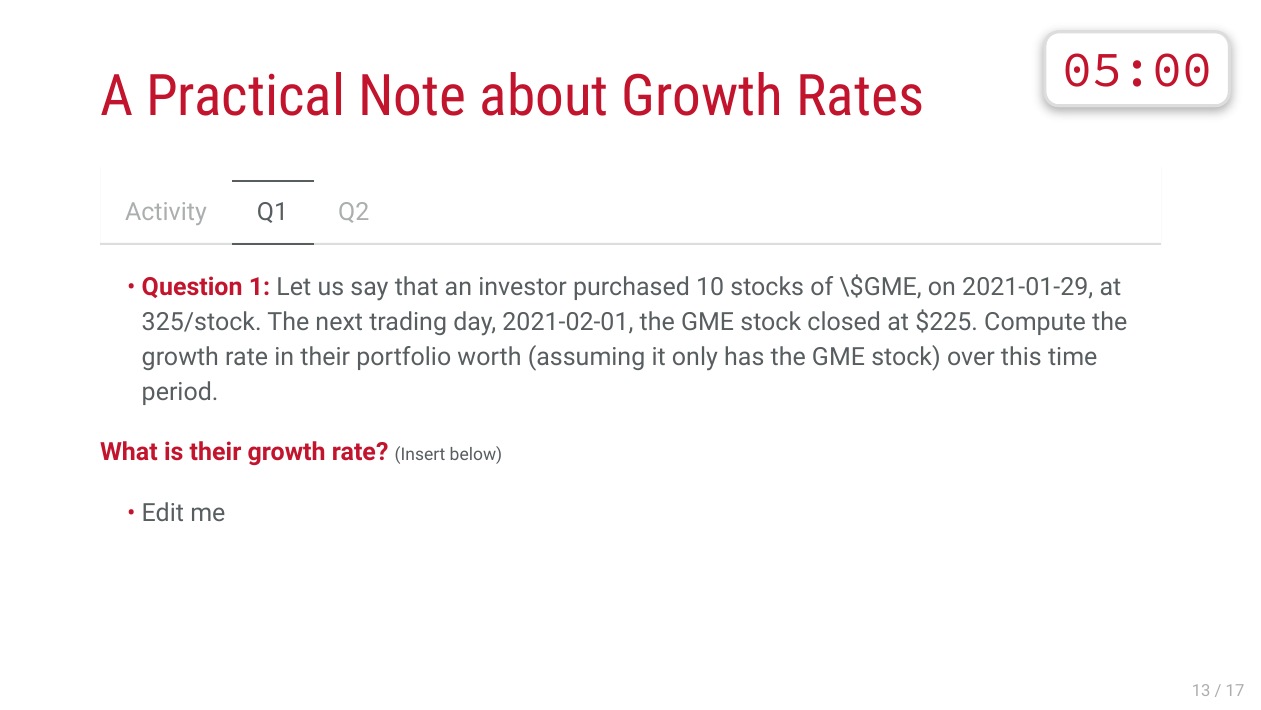 A Practical Note about Growth Rates
05:00
Activity Q1 Q2
• Question 1: Let us say that an investor purchased 10 stocks of \$GME, on 2021-01-29, at
325/stock. The next trading day, 2021-02-01, the GME stock closed at $225. Compute the
growth rate in their portfolio worth (assuming it only has the GME stock) over this time
period.
What is their growth rate? (Insert below)
• Edit me
13 / 17